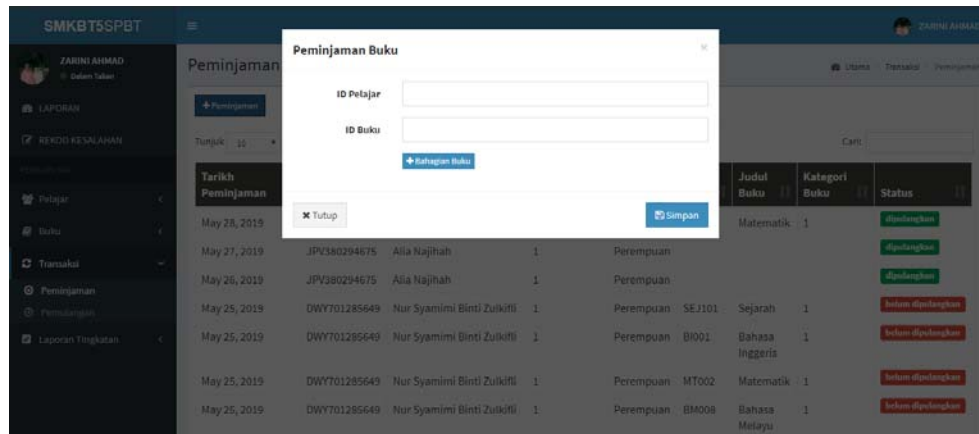 SMKBT5SPBT
ZARINI AHMAD
ZARINI AHMAD
Dalam Talian
Peminjaman Buku
×
Peminjaman
Utama Transaksi Peminjaman
ID Pelajar
LAPORAN
+Peminjaman
REKOD KESALAHAN
ID Buku
Tunjuk 10
Cari:
+Bahagian Buku
Tarikh Peminjaman
Judul Buku
Kategori Buku
Status
Pelajar
✖ Tutup
Simpan
May 28, 2019 Matematik 1 dipulangkan
Buku
May 27, 2019 JPV380294675 Alia Najihah 1 Perempuan dipulangkan
Transaksi
May 26, 2019 JPV380294675 Alia Najihah 1 Perempuan dipulangkan
Peminjaman
May 25, 2019 DWY701285649 Nur Syamimi Binti Zulkifli 1 Perempuan SEJ101 Sejarah 1 belum dipulangkan
Pemulangan
May 25, 2019 DWY701285649 Nur Syamimi Binti Zulkifli 1 Perempuan BI001 Bahasa Inggeris 1 belum dipulangkan
Laporan Tingkatan
May 25, 2019 DWY701285649 Nur Syamimi Binti Zulkifli 1 Perempuan MT002 Matematik 1 belum dipulangkan
May 25, 2019 DWY701285649 Nur Syamimi Binti Zulkifli 1 Perempuan BM008 Bahasa Melayu 1 belum dipulangkan